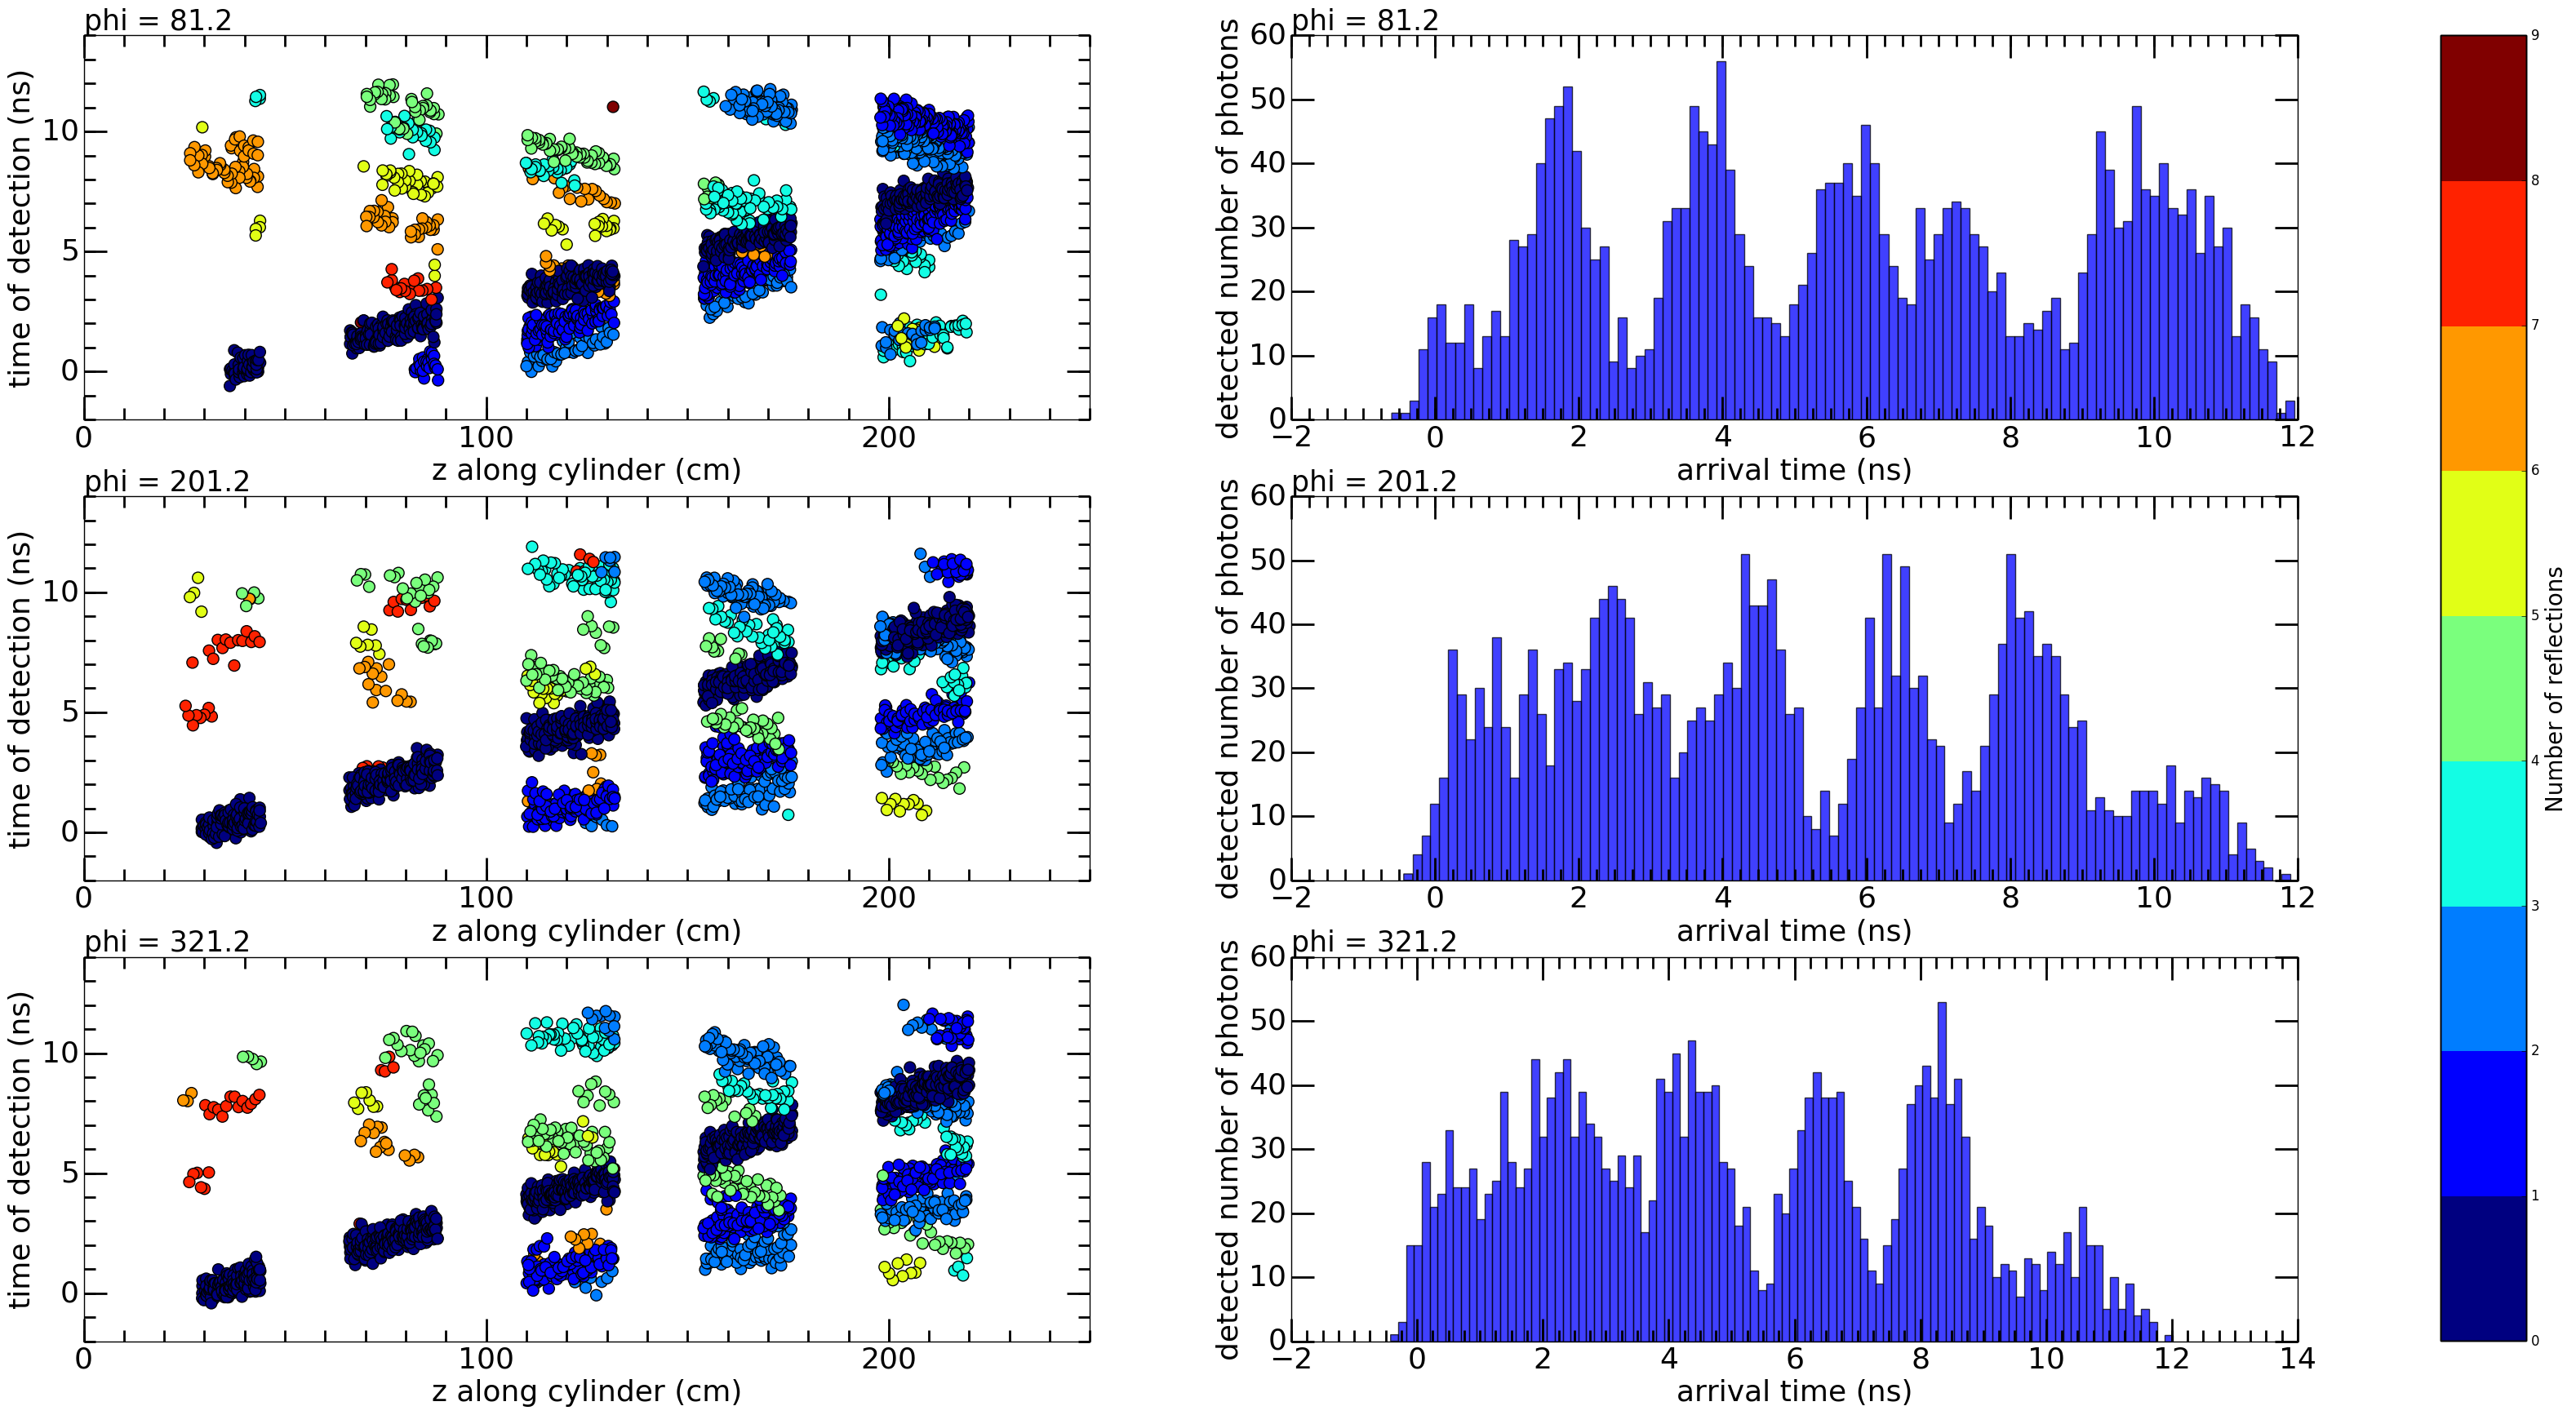 phi = 81.2
time of detection (ns)
10
5
0
0 100 200
z along cylinder (cm)
phi = 81.2
detected number of photons
60
50
40
30
20
10
0
−2 0 2 4 6 8 10 12
arrival time (ns)
phi = 201.2
time of detection (ns)
10
5
0
0 100 200
z along cylinder (cm)
phi = 201.2
detected number of photons
60
50
40
30
20
10
0
−2 0 2 4 6 8 10 12
arrival time (ns)
phi = 321.2
time of detection (ns)
10
5
0
0 100 200
z along cylinder (cm)
phi = 321.2
detected number of photons
60
50
40
30
20
10
0
−2 0 2 4 6 8 10 12 14
arrival time (ns)
9
8
7
6
5
4
3
2
1
0
Number of reflections